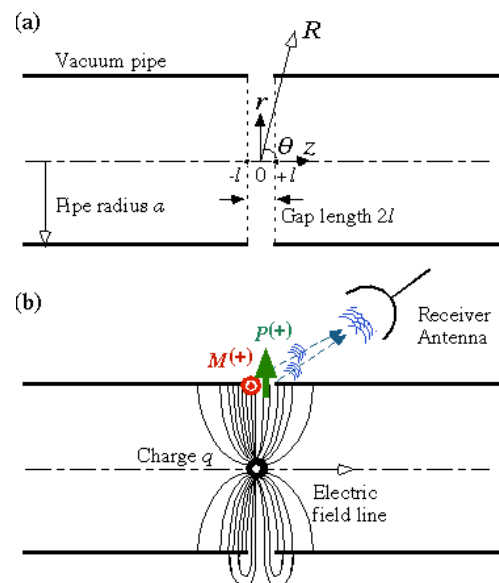 (a)
R
Vacuum pipe
r
θ
z
-l 0 +l
Pipe radius a
Gap length 2l
(b)
P(+)
Receiver
Antenna
M(+)
Charge q
Electric
field line